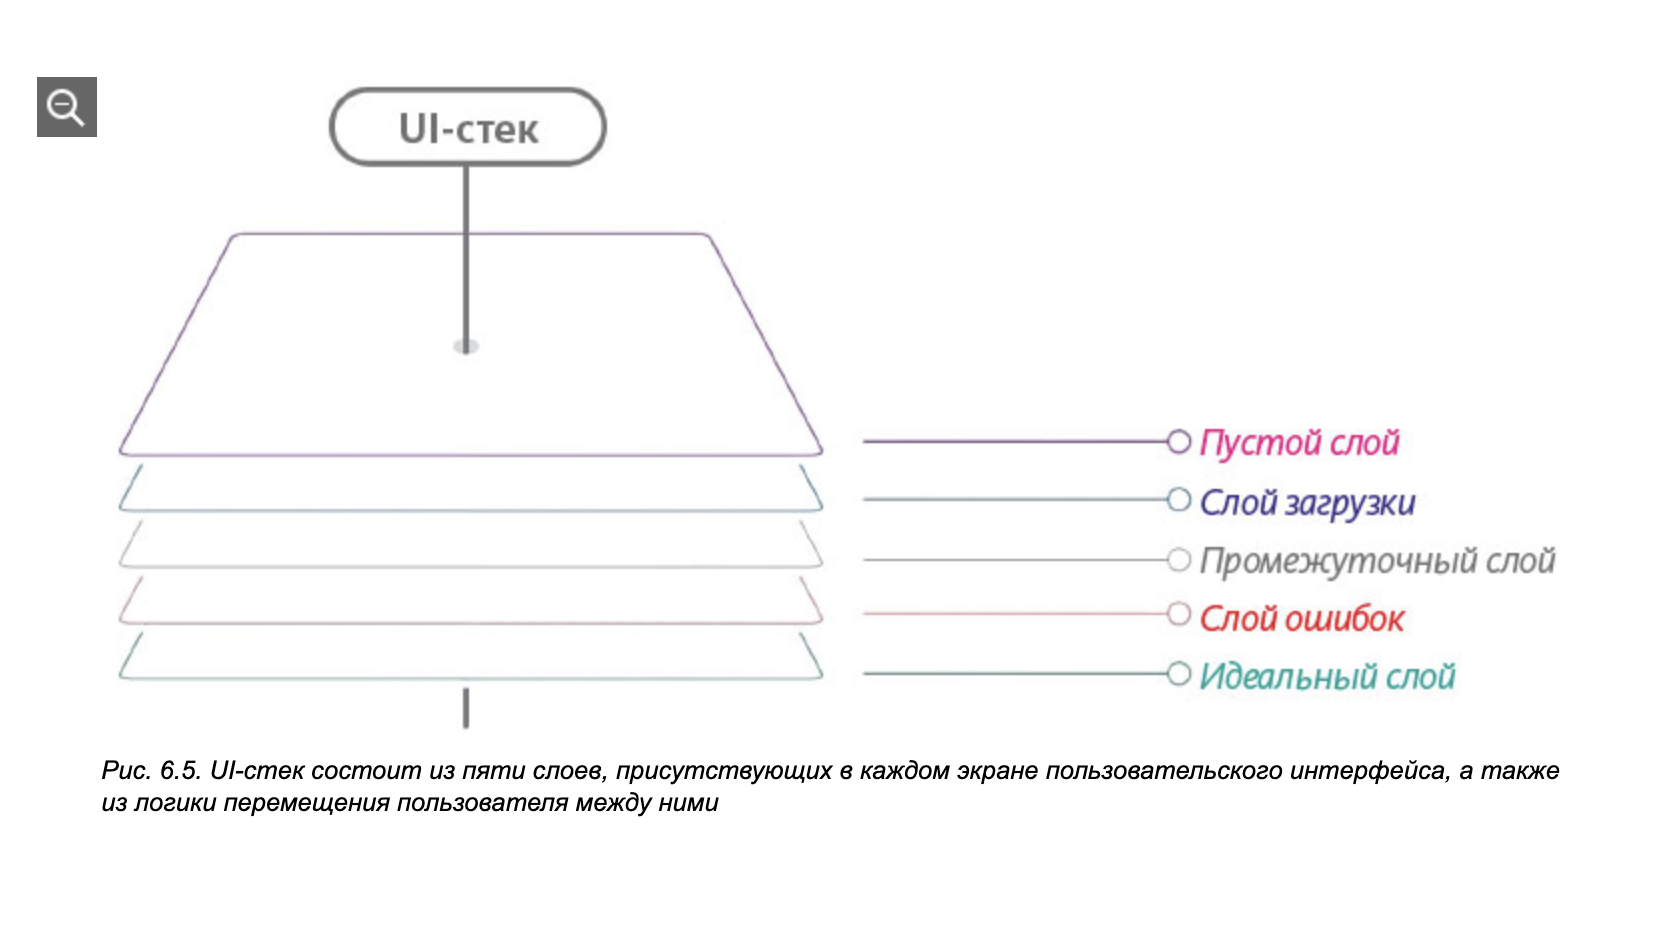 UI-стек
Пустой слой
Слой загрузки
Промежуточный слой
Слой ошибок
Идеальный слой
Рис. 6.5. UI-стек состоит из пяти слоев, присутствующих в каждом экране пользовательского интерфейса, а также
из логики перемещения пользователя между ними